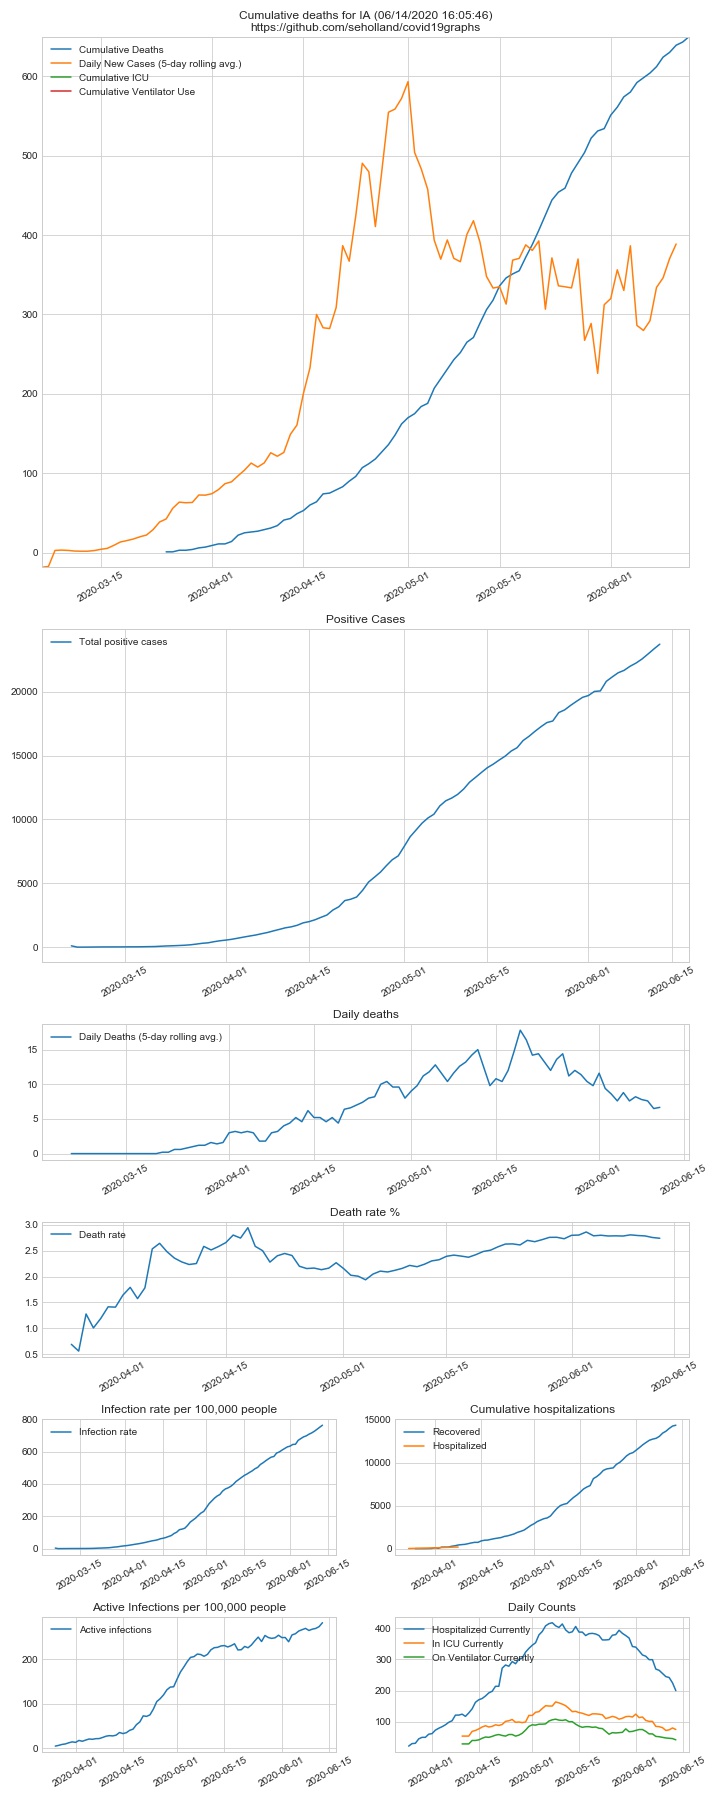 Cumulative deaths for IA (06/14/2020 16:05:46)
https://github.com/seholland/covid19graphs
Cumulative Deaths
Daily New Cases (5-day rolling avg.)
Cumulative ICU
Cumulative Ventilator Use
600
500
400
300
200
100
0
2020-03-15 2020-04-01 2020-04-15 2020-05-01 2020-05-15 2020-06-01
Positive Cases
Total positive cases
20000
15000
10000
5000
0
2020-03-15 2020-04-01 2020-04-15 2020-05-01 2020-05-15 2020-06-01 2020-06-15
Daily deaths
Daily Deaths (5-day rolling avg.)
15
10
5
0
2020-03-15 2020-04-01 2020-04-15 2020-05-01 2020-05-15 2020-06-01 2020-06-15
Death rate %
3.0
Death rate
2.5
2.0
1.5
1.0
0.5
2020-04-01 2020-04-15 2020-05-01 2020-05-15 2020-06-01 2020-06-15
Infection rate per 100,000 people
800
Infection rate
600
400
200
0
2020-03-15 2020-04-01 2020-04-15 2020-05-01 2020-05-15 2020-06-01 2020-06-15
Cumulative hospitalizations
15000
Recovered
Hospitalized
10000
5000
0
2020-04-01 2020-04-15 2020-05-01 2020-05-15 2020-06-01 2020-06-15
Active Infections per 100,000 people
Active infections
200
100
0
2020-04-01 2020-04-15 2020-05-01 2020-05-15 2020-06-01 2020-06-15
Daily Counts
400
Hospitalized Currently
In ICU Currently
On Ventilator Currently
300
200
100
2020-04-01 2020-04-15 2020-05-01 2020-05-15 2020-06-01 2020-06-15